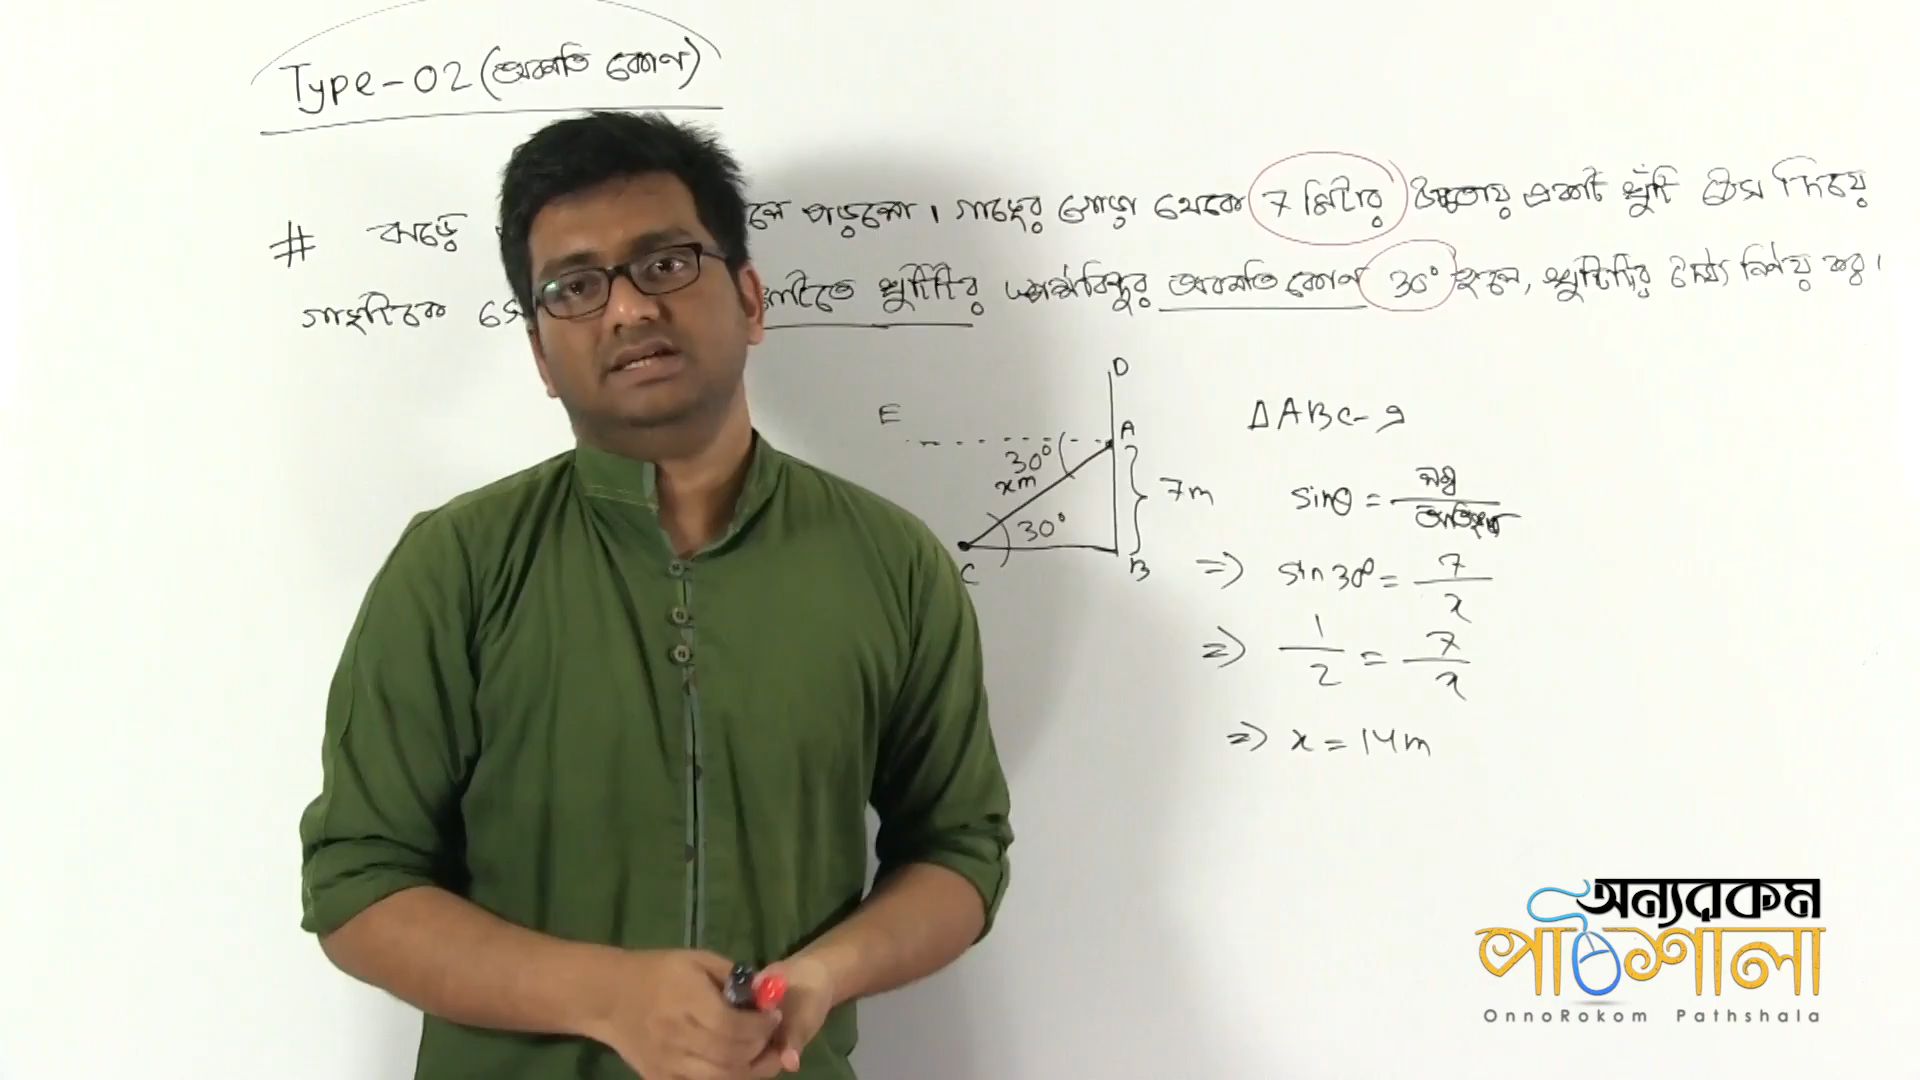 Type-02 (অবনতি কোণ)
# ঝড়ে পড়লো। গাছের গোড়া থেকে 7 মিটার উচ্চতায় একটি খুঁটি ঠেস দিয়ে
গাছটিকে খুঁটিটির স্পর্শবিন্দুর অবনতি কোণ 30° হলে, খুঁটিটির দৈর্ঘ্য নির্ণয় কর।
D
E
A
30°
xm
7m
30°
C
B
ΔABC-এ
sinθ = লম্ব / অতিভুজ
=> sin30° = 7 / x
=> 1 / 2 = 7 / x
=> x = 14m
অন্যরকম
পাঠশালা
OnnoRokom Pathshala